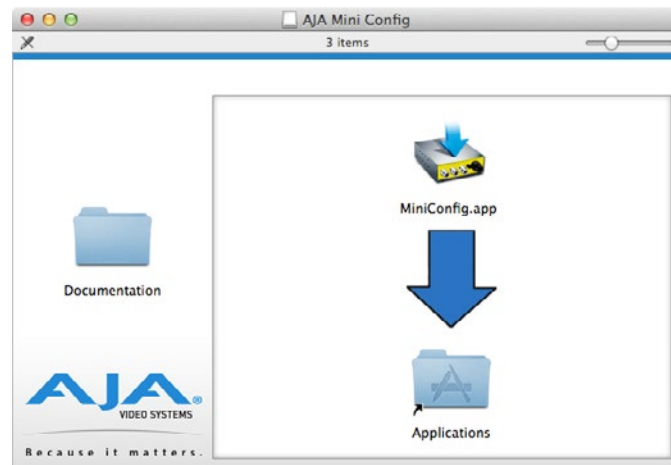 AJA Mini Config
3 items
MiniConfig.app
Documentation
Applications
AJA®
VIDEO SYSTEMS
Because it matters.